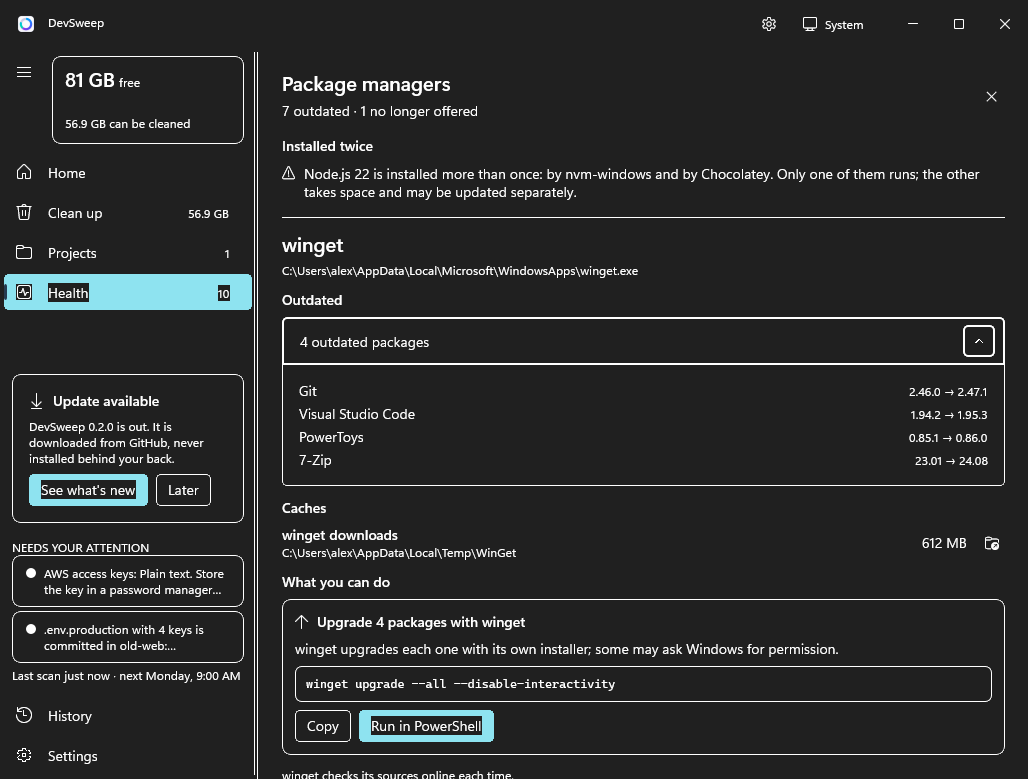 DevSweep
System
81 GB free
56.9 GB can be cleaned
Home
Clean up 56.9 GB
Projects 1
Health 10
Update available
DevSweep 0.2.0 is out. It is
downloaded from GitHub, never
installed behind your back.
See what's new Later
NEEDS YOUR ATTENTION
AWS access keys: Plain text. Store
the key in a password manager...
.env.production with 4 keys is
committed in old-web:...
Last scan just now · next Monday, 9:00 AM
History
Settings
Package managers
7 outdated · 1 no longer offered
Installed twice
Node.js 22 is installed more than once: by nvm-windows and by Chocolatey. Only one of them runs; the other
takes space and may be updated separately.
winget
C:\Users\alex\AppData\Local\Microsoft\WindowsApps\winget.exe
Outdated
4 outdated packages
Git 2.46.0 → 2.47.1
Visual Studio Code 1.94.2 → 1.95.3
PowerToys 0.85.1 → 0.86.0
7-Zip 23.01 → 24.08
Caches
winget downloads
C:\Users\alex\AppData\Local\Temp\WinGet
612 MB
What you can do
Upgrade 4 packages with winget
winget upgrades each one with its own installer; some may ask Windows for permission.
winget upgrade --all --disable-interactivity
Copy Run in PowerShell
winget checks its sources online each time.